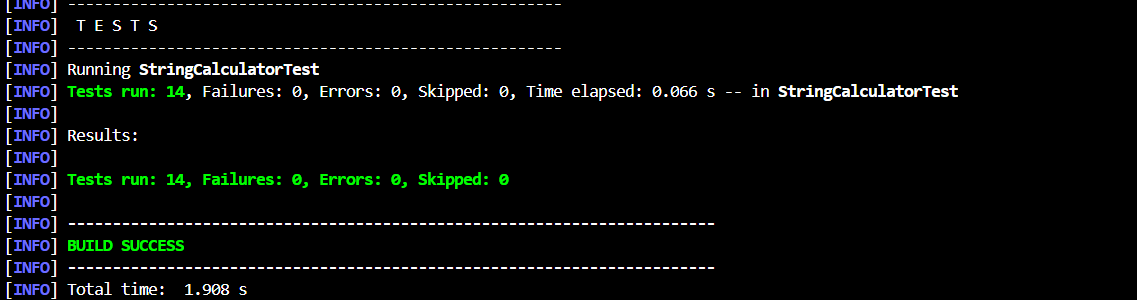 [INFO] -------------------------------------------------------
[INFO]  T E S T S
[INFO] -------------------------------------------------------
[INFO] Running StringCalculatorTest
[INFO] Tests run: 14, Failures: 0, Errors: 0, Skipped: 0, Time elapsed: 0.066 s -- in StringCalculatorTest
[INFO]
[INFO] Results:
[INFO]
[INFO] Tests run: 14, Failures: 0, Errors: 0, Skipped: 0
[INFO]
[INFO] ------------------------------------------------------------------------
[INFO] BUILD SUCCESS
[INFO] ------------------------------------------------------------------------
[INFO] Total time:  1.908 s